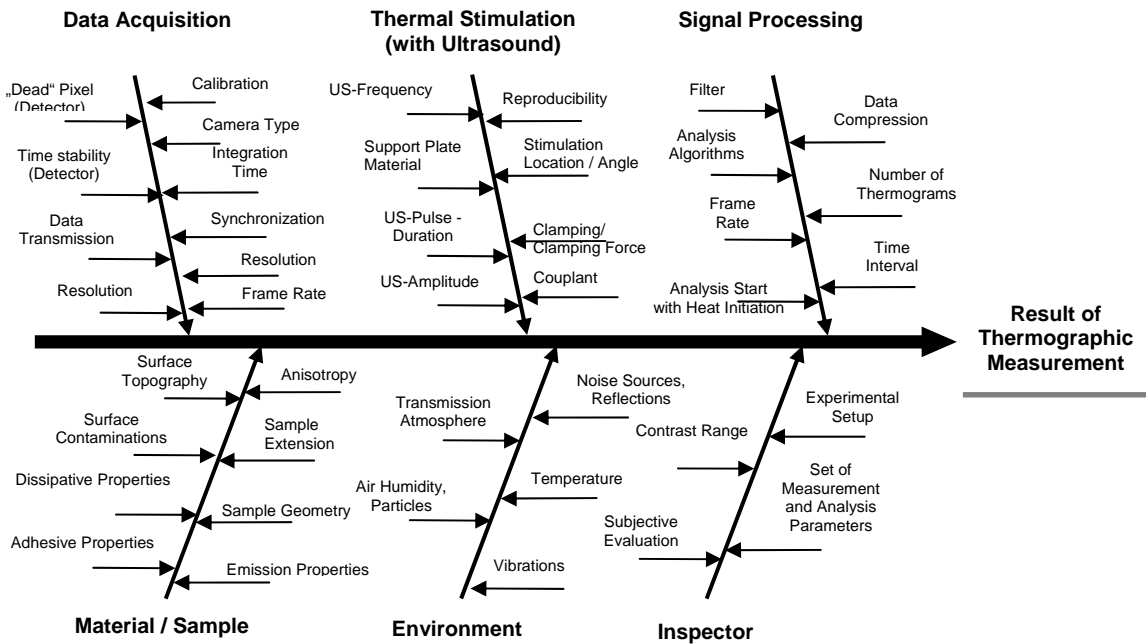 Data Acquisition
Thermal Stimulation
(with Ultrasound)
Signal Processing
„Dead“ Pixel
(Detector)
Calibration
Camera Type
Time stability
(Detector)
Integration
Time
Data
Transmission
Synchronization
Resolution
Resolution
Frame Rate
US-Frequency
Reproducibility
Support Plate
Material
Stimulation
Location / Angle
US-Pulse -
Duration
Clamping/
Clamping Force
US-Amplitude
Couplant
Filter
Data
Compression
Analysis
Algorithms
Number of
Thermograms
Frame
Rate
Time
Interval
Analysis Start
with Heat Initiation
Result of
Thermographic
Measurement
Surface
Topography
Anisotropy
Surface
Contaminations
Sample
Extension
Dissipative Properties
Sample Geometry
Adhesive Properties
Emission Properties
Material / Sample
Noise Sources,
Reflections
Transmission
Atmosphere
Temperature
Air Humidity,
Particles
Vibrations
Environment
Experimental
Setup
Contrast Range
Set of
Measurement
and Analysis
Parameters
Subjective
Evaluation
Inspector